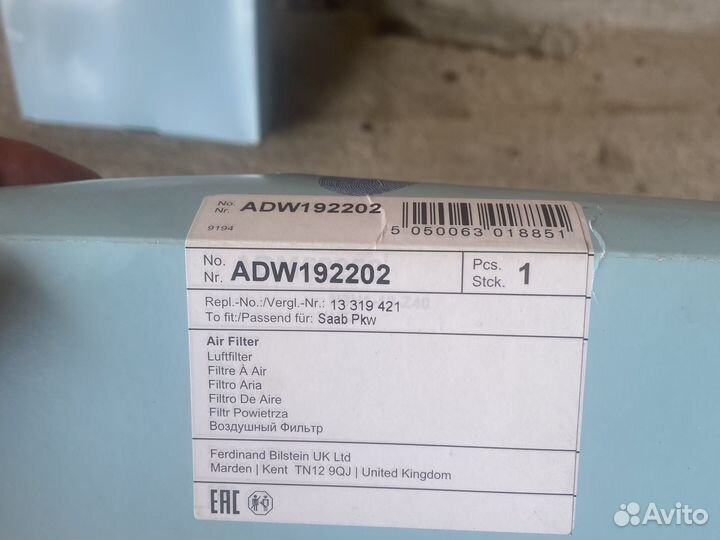 No.
Nr. ADW192202
9194
5 050063 018851
No.
Nr. ADW192202
Pcs.
Stck. 1
Repl.-No.:/Vergl.-Nr.: 13 319 421
To fit:/Passend für: Saab Pkw
Air Filter
Luftfilter
Filtre À Air
Filtro Aria
Filtro De Aire
Filtr Powietrza
Воздушный Фильтр
Ferdinand Bilstein UK Ltd
Marden | Kent TN12 9QJ | United Kingdom
EAC
Avito